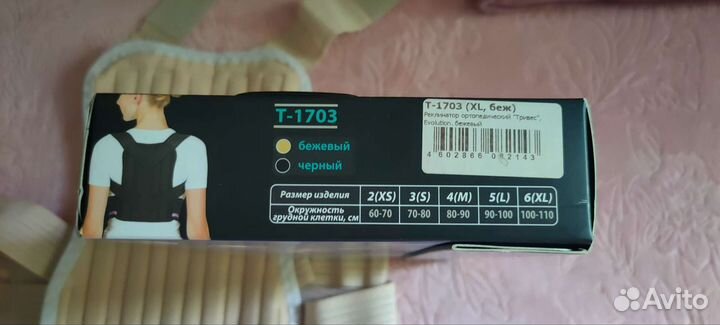 T-1703
бежевый
черный
Размер изделия 2(XS) 3(S) 4(M) 5(L) 6(XL)
Окружность грудной клетки, см 60-70 70-80 80-90 90-100 100-110
T-1703 (XL, беж)
Реклинатор ортопедический "Тривес",
Evolution, бежевый
4 602866 082143
Avito